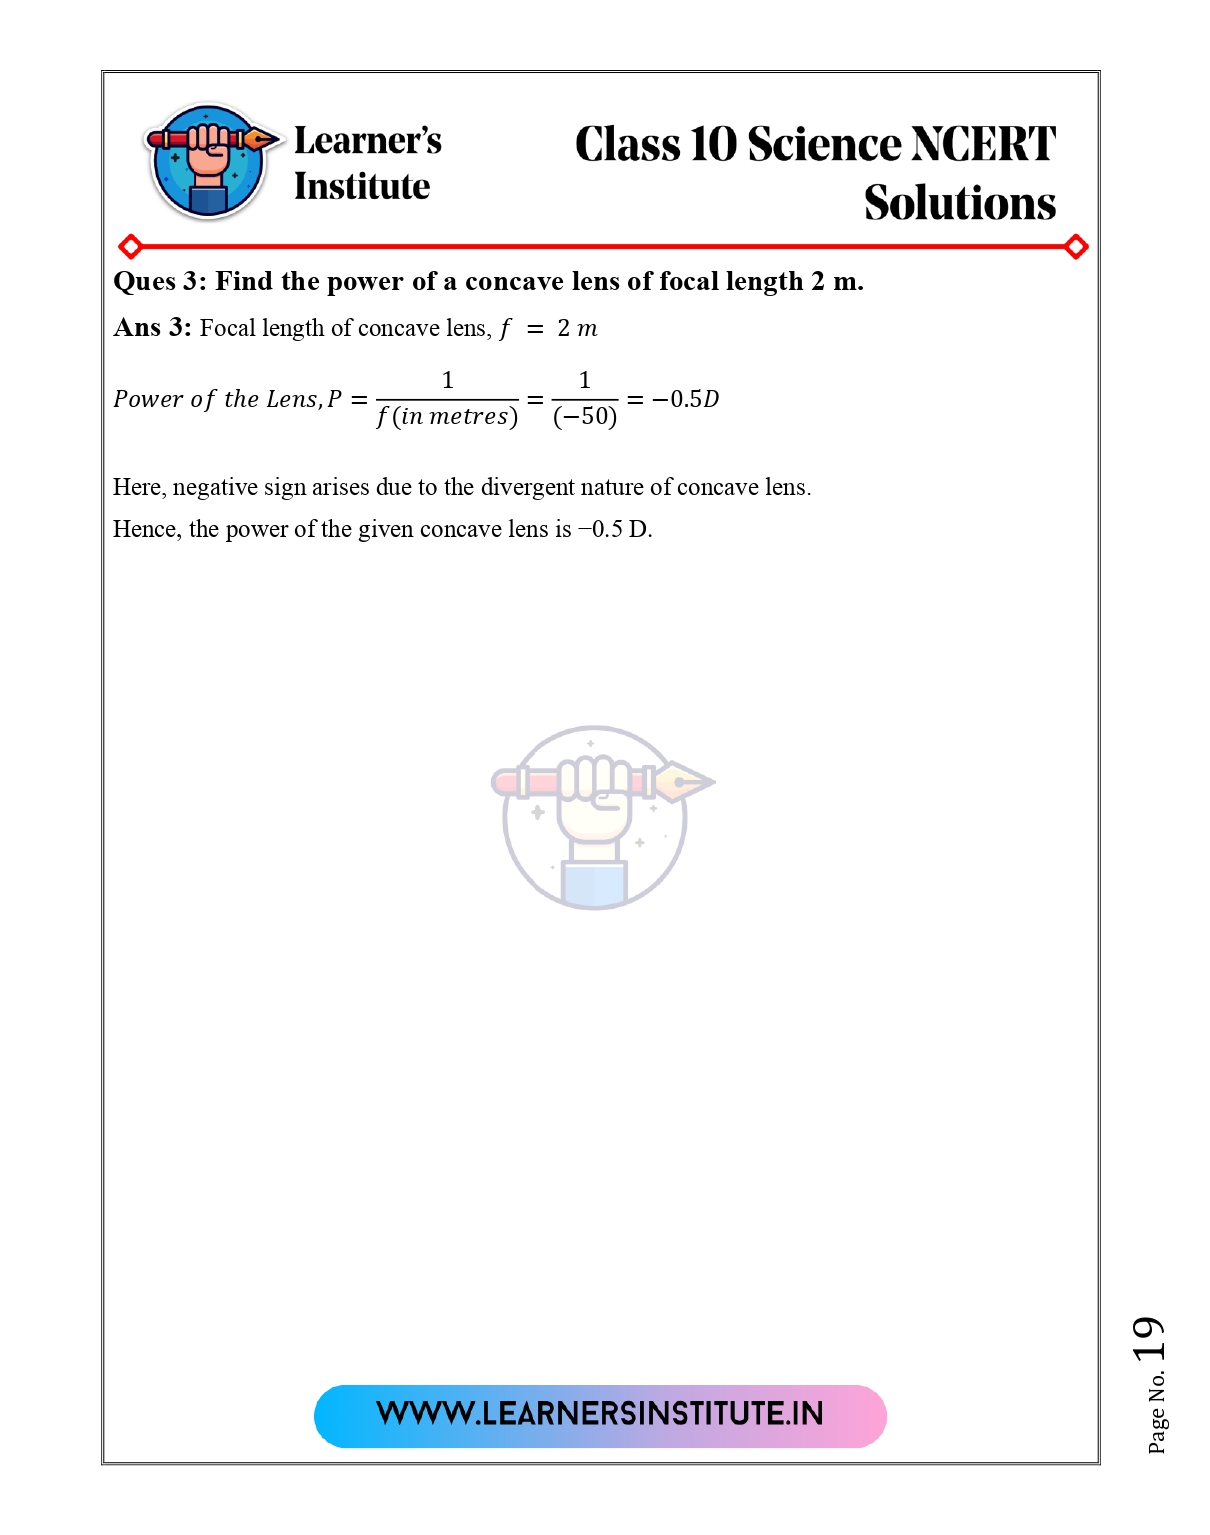 Learner’s
Institute
Class 10 Science NCERT
Solutions
Ques 3: Find the power of a concave lens of focal length 2 m.
Ans 3: Focal length of concave lens, f = 2 m
Power of the Lens, P = 1/f(in metres) = 1/(−50) = −0.5D
Here, negative sign arises due to the divergent nature of concave lens.
Hence, the power of the given concave lens is −0.5 D.
WWW.LEARNERSINSTITUTE.IN
Page No. 19